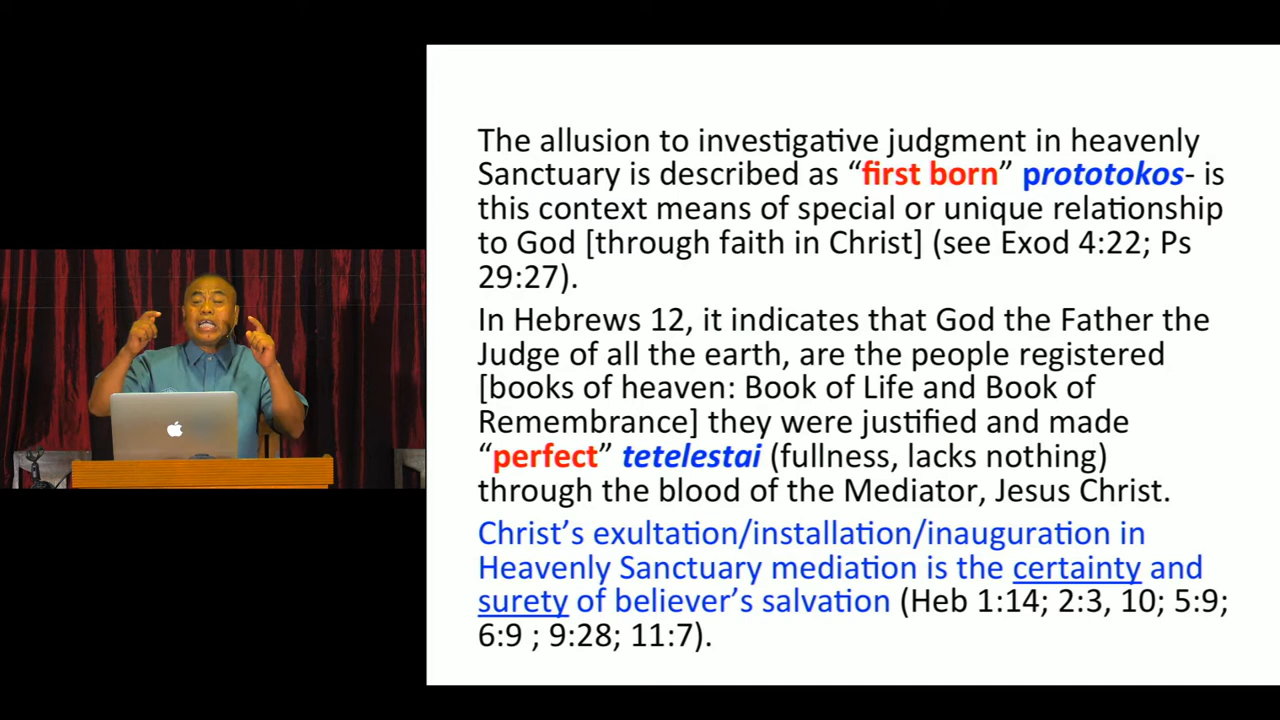 The allusion to investigative judgment in heavenly
Sanctuary is described as “first born” prototokos- is
this context means of special or unique relationship
to God [through faith in Christ] (see Exod 4:22; Ps
29:27).
In Hebrews 12, it indicates that God the Father the
Judge of all the earth, are the people registered
[books of heaven: Book of Life and Book of
Remembrance] they were justified and made
“perfect” tetelestai (fullness, lacks nothing)
through the blood of the Mediator, Jesus Christ.
Christ’s exultation/installation/inauguration in
Heavenly Sanctuary mediation is the certainty and
surety of believer’s salvation (Heb 1:14; 2:3, 10; 5:9;
6:9 ; 9:28; 11:7).